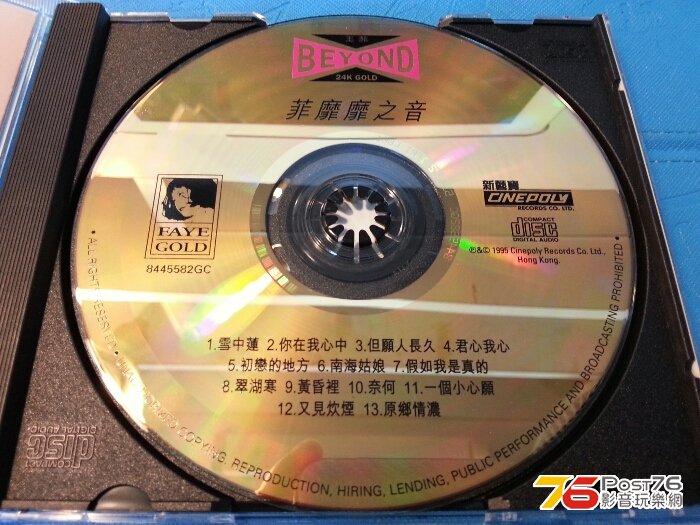 王菲
BEYOND
24K GOLD
菲靡靡之音
FAYE
GOLD
8445582GC
新藝寶
CINEPOLY
RECORDS CO. LTD.
COMPACT
disc
DIGITAL AUDIO
℗&© 1995 Cinepoly Records Co. Ltd.
Hong Kong.
1.雪中蓮 2.你在我心中 3.但願人長久 4.君心我心
5.初戀的地方 6.南海姑娘 7.假如我是真的
8.翠湖寒 9.黃昏裡 10.奈何 11.一個小心願
12.又見炊煙 13.原鄉情濃
• ALL RIGHTS RESERVED • COPYING, REPRODUCTION, HIRING, LENDING, PUBLIC PERFORMANCE AND BROADCASTING PROHIBITED •
COMPACT
disc
DIGITAL AUDIO
76 Post76
影音玩樂網